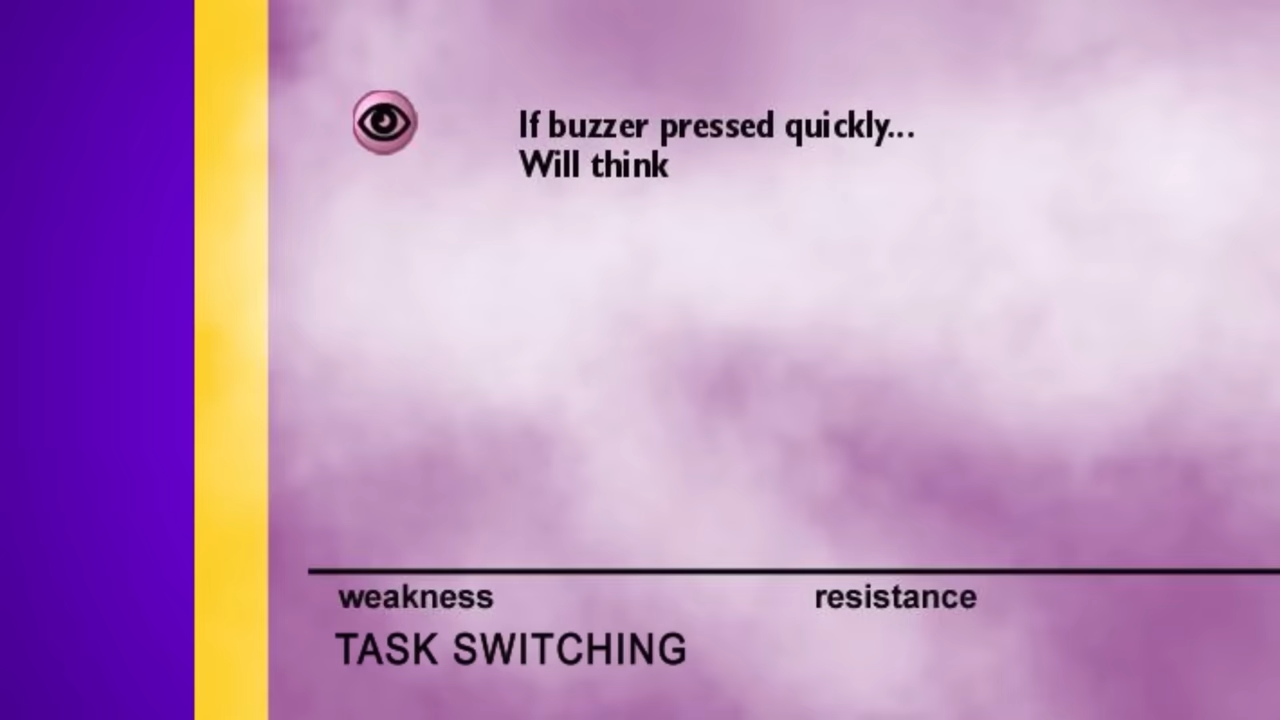 If buzzer pressed quickly...
Will think
weakness
resistance
TASK SWITCHING